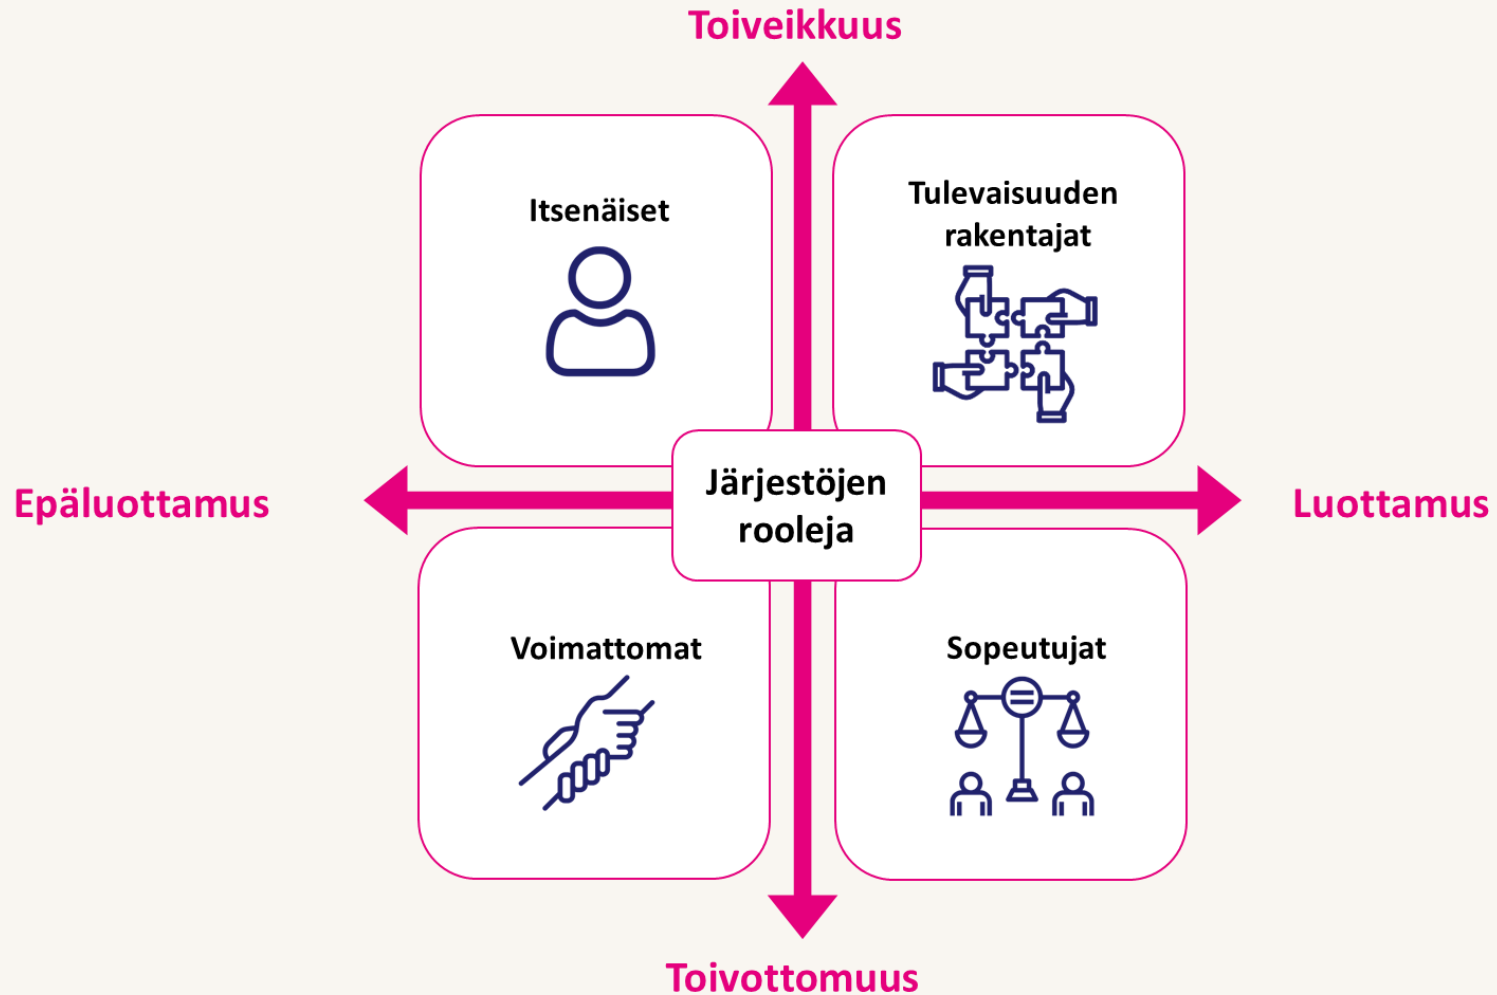 Toiveikkuus
Itsenäiset
Tulevaisuuden
rakentajat
Epäluottamus
Järjestöjen
rooleja
Luottamus
Voimattomat
Sopeutujat
Toivottomuus